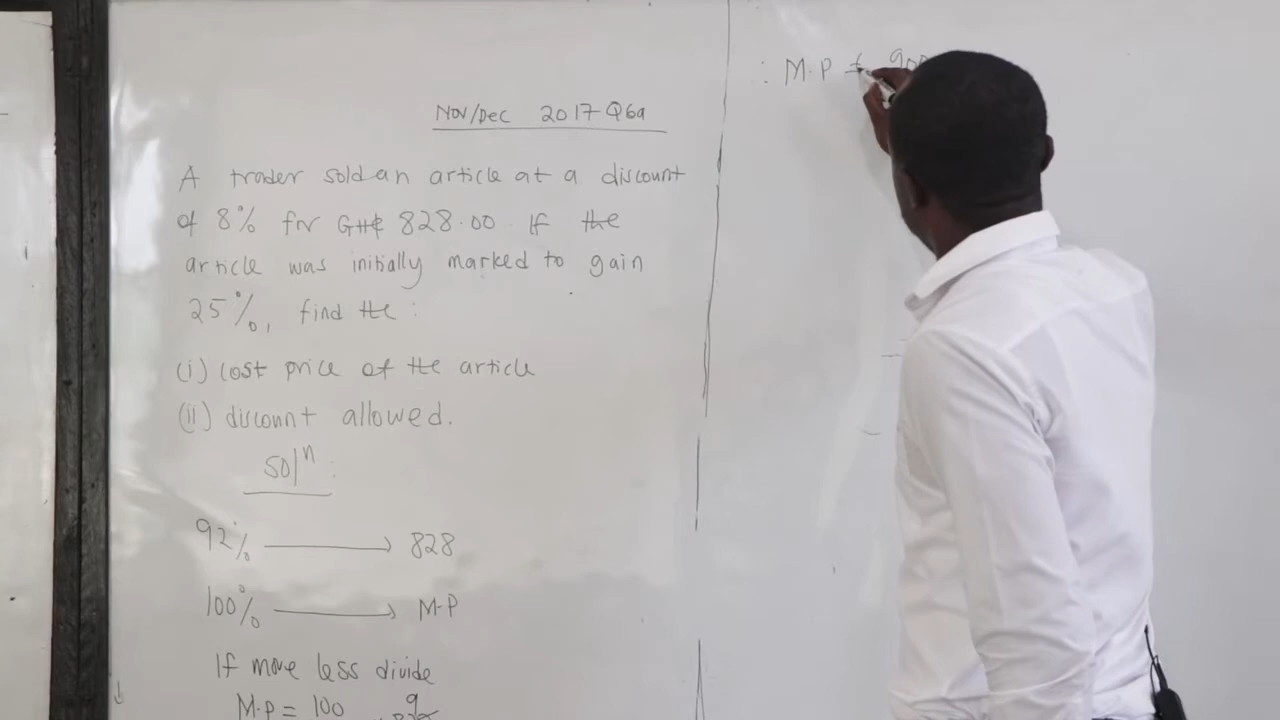 Nov/Dec 2017 Q6a
A trader sold an article at a discount
of 8% for GH¢ 828.00. If the
article was initially marked to gain
25%, find the:
(i) cost price of the article
(ii) discount allowed.
Solⁿ:
92% → 828
100% → M.P
If more less divide
M.P = 100
∴ M.P = 900